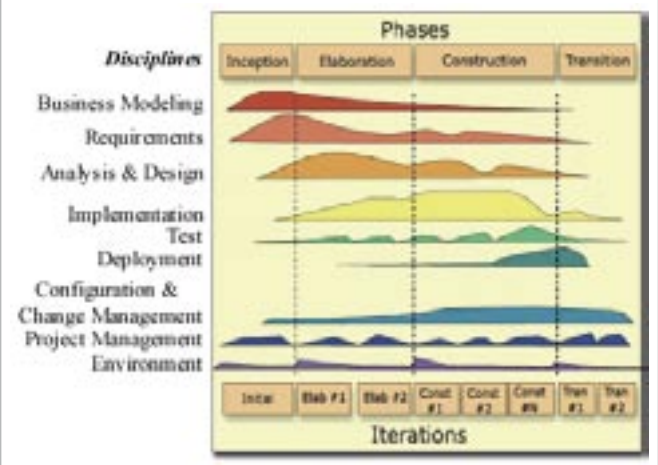 Phases
Disciplines
Inception Elaboration Construction Transition
Business Modeling
Requirements
Analysis & Design
Implementation
Test
Deployment
Configuration &
Change Management
Project Management
Environment
Initial Elab #1 Elab #2 Const #1 Const #2 Const #N Tran #1 Tran #2
Iterations